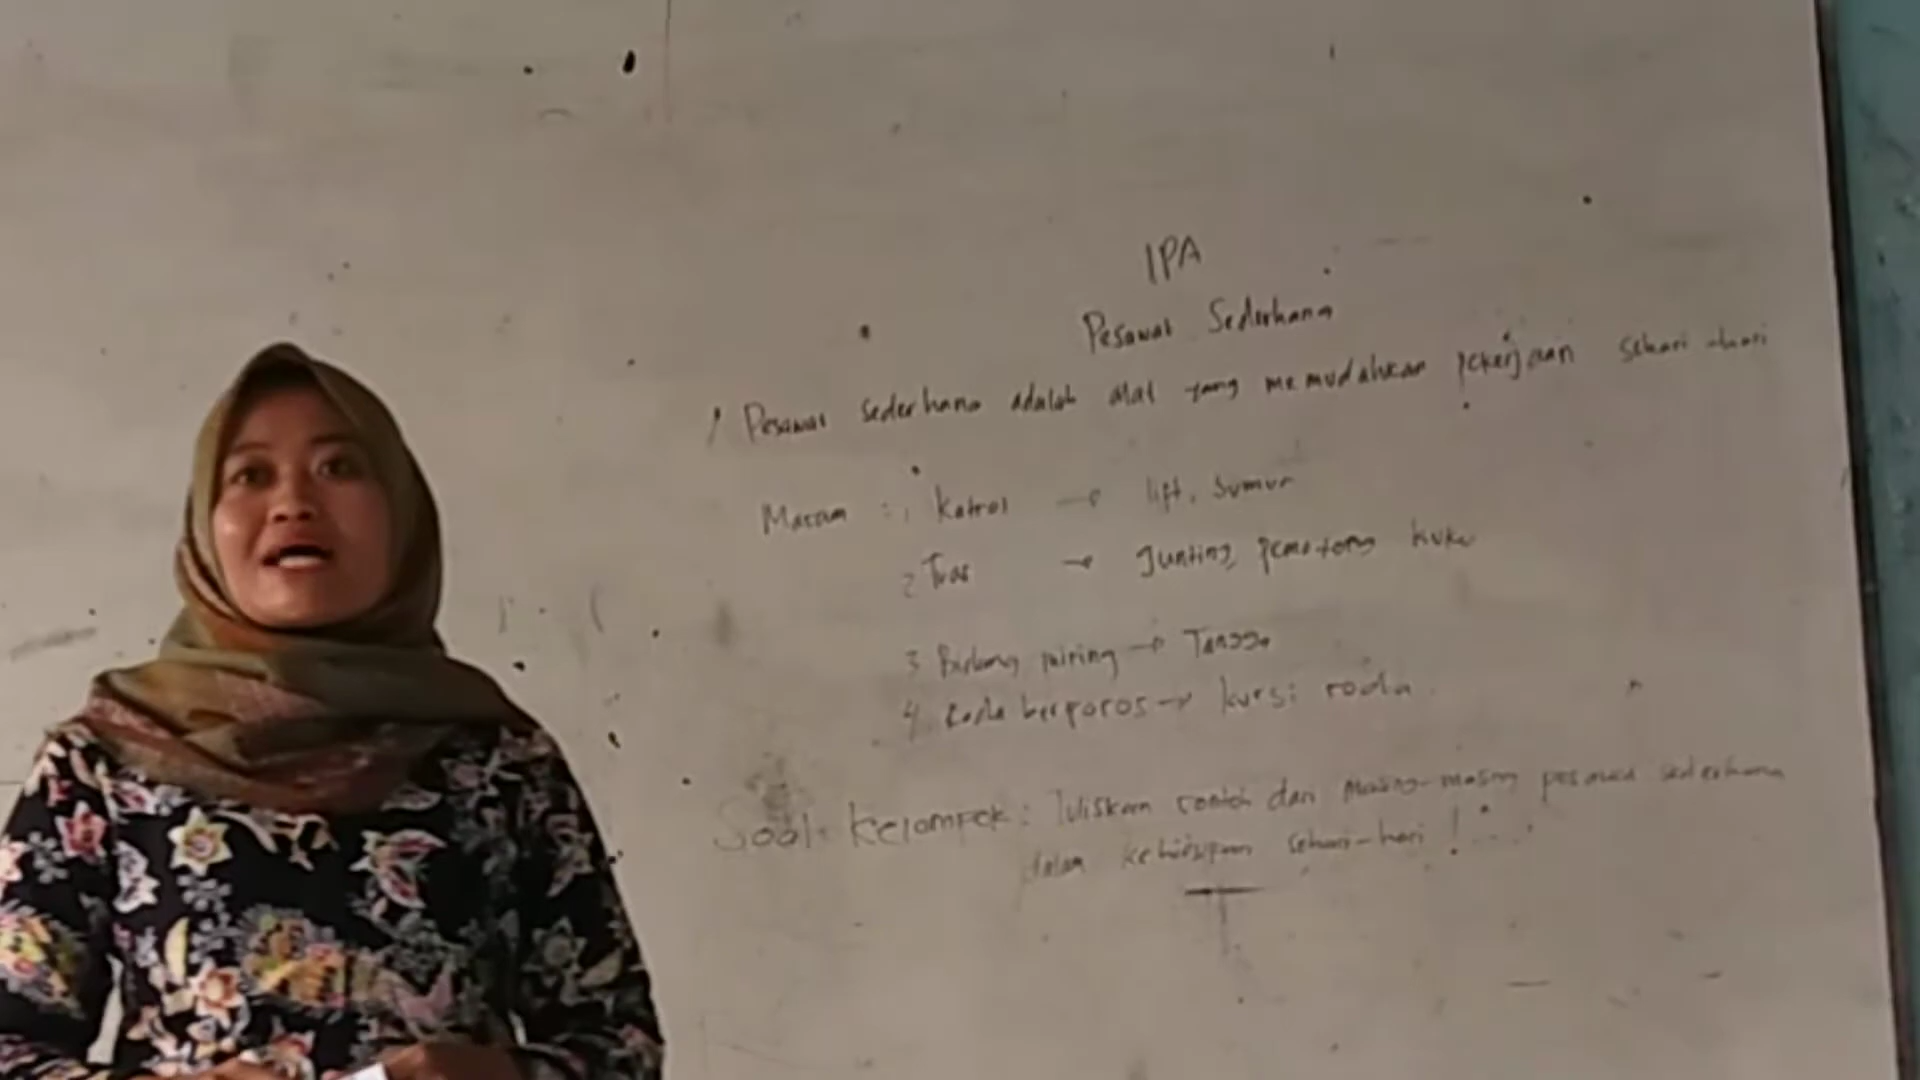 IPA
Pesawat Sederhana
Pesawat sederhana adalah alat yang memudahkan pekerjaan sehari-hari
Macam : 1 Katrol → lift, Sumur
2 Tuas → Gunting, pemotong kuku
3 Bidang miring → Tangga
4 Roda berporos → kursi roda
Soal Kelompok : Tuliskan contoh dari masing-masing pesawat sederhana
dalam kehidupan sehari-hari !